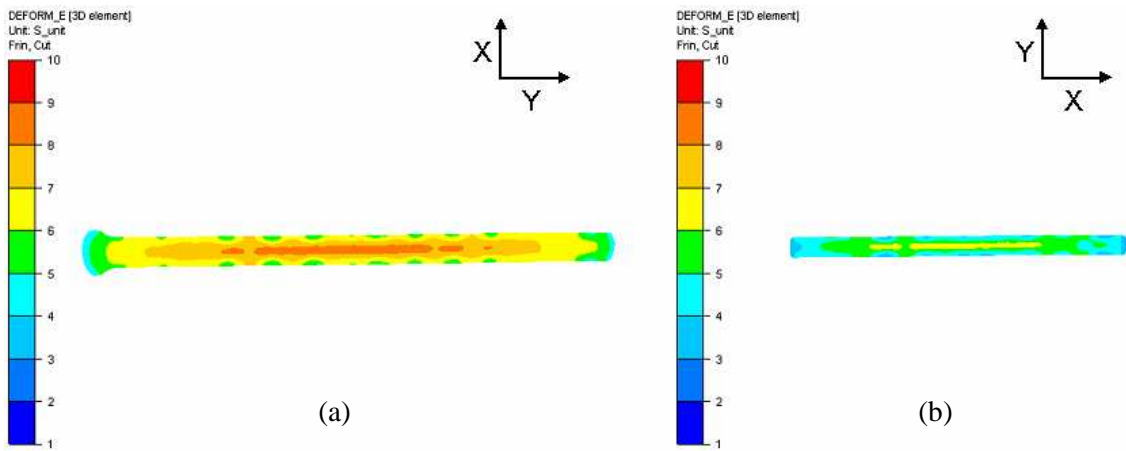 DEFORM_E [3D element]
Unit: S_unit
Frin, Cut
10
9
8
7
6
5
4
3
2
1
X
Y
(a)
DEFORM_E [3D element]
Unit: S_unit
Frin, Cut
10
9
8
7
6
5
4
3
2
1
Y
X
(b)